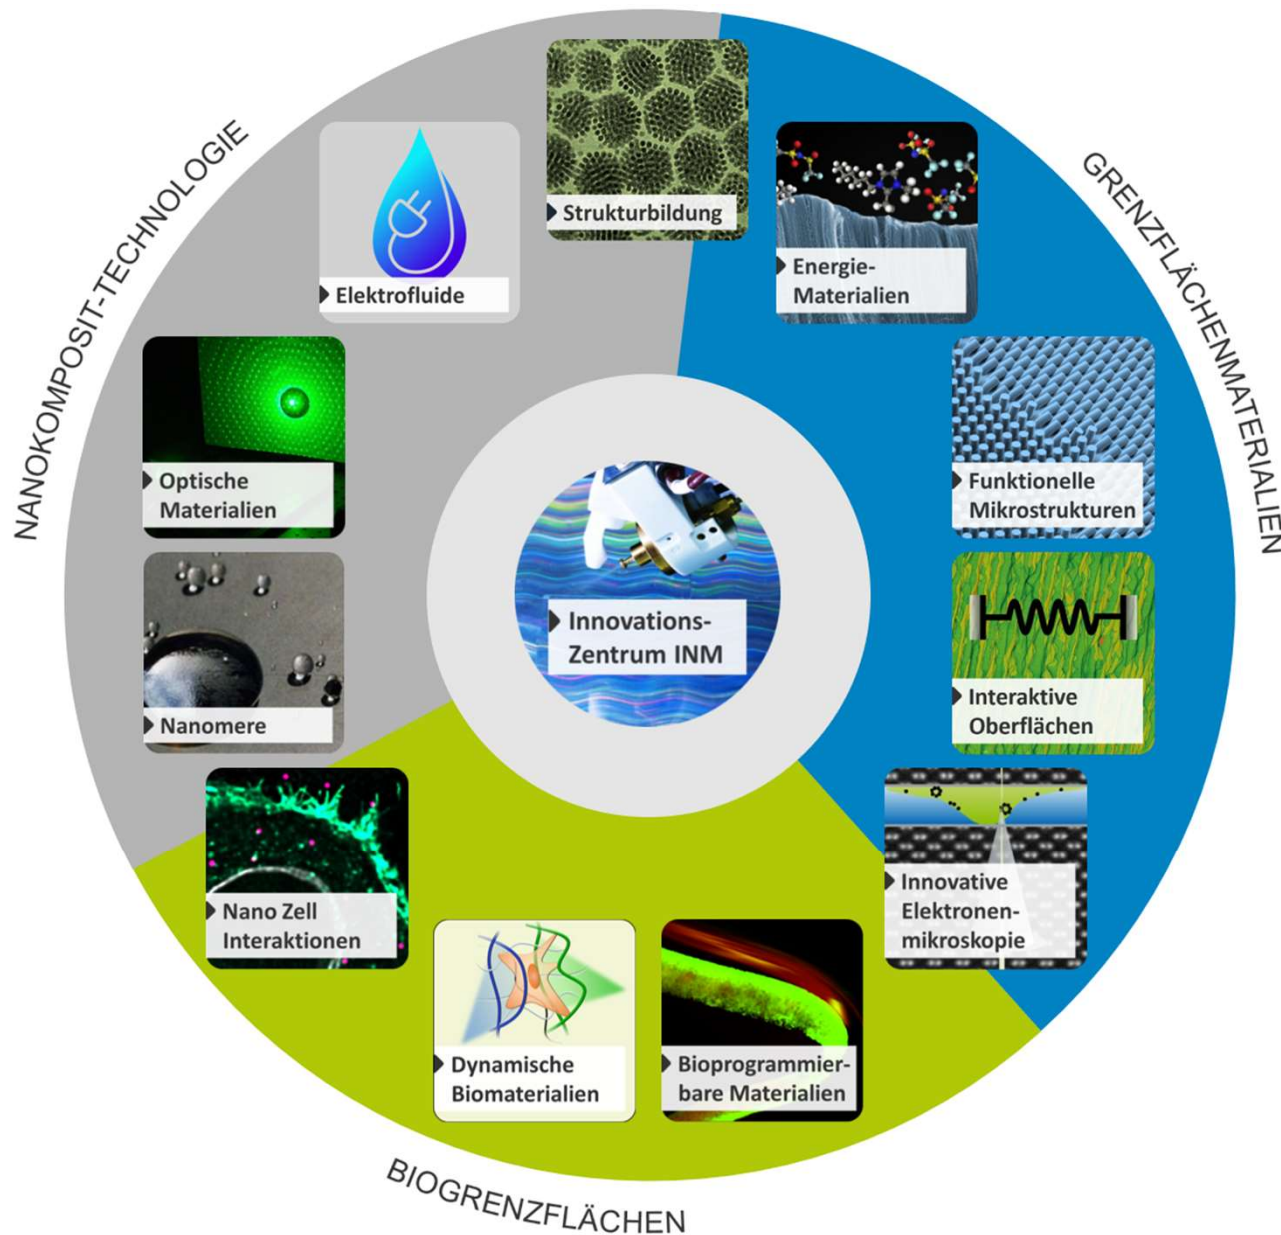 NANOKOMPOSIT-TECHNOLOGIE
GRENZFLÄCHENMATERIALIEN
BIOGRENZFLÄCHEN
Strukturbildung
Elektrofluide
Energie-
Materialien
Optische
Materialien
Funktionelle
Mikrostrukturen
Innovations-
Zentrum INM
Nanomere
Interaktive
Oberflächen
Nano Zell
Interaktionen
Innovative
Elektronen-
mikroskopie
Dynamische
Biomaterialien
Bioprogrammier-
bare Materialien